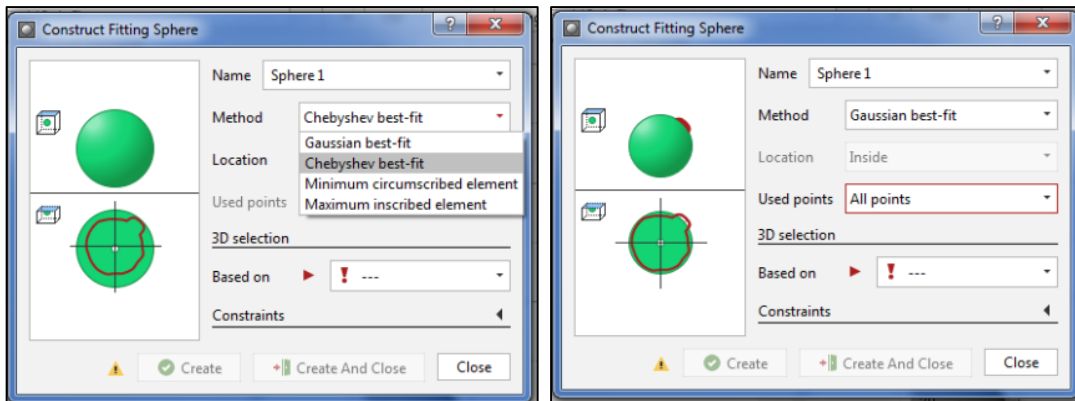 Construct Fitting Sphere
?
X
Name
Sphere 1
Method
Chebyshev best-fit
Gaussian best-fit
Location
Chebyshev best-fit
Minimum circumscribed element
Used points
Maximum inscribed element
3D selection
Based on
! ---
Constraints
Create
Create And Close
Close
Construct Fitting Sphere
?
X
Name
Sphere 1
Method
Gaussian best-fit
Location
Inside
Used points
All points
3D selection
Based on
! ---
Constraints
Create
Create And Close
Close